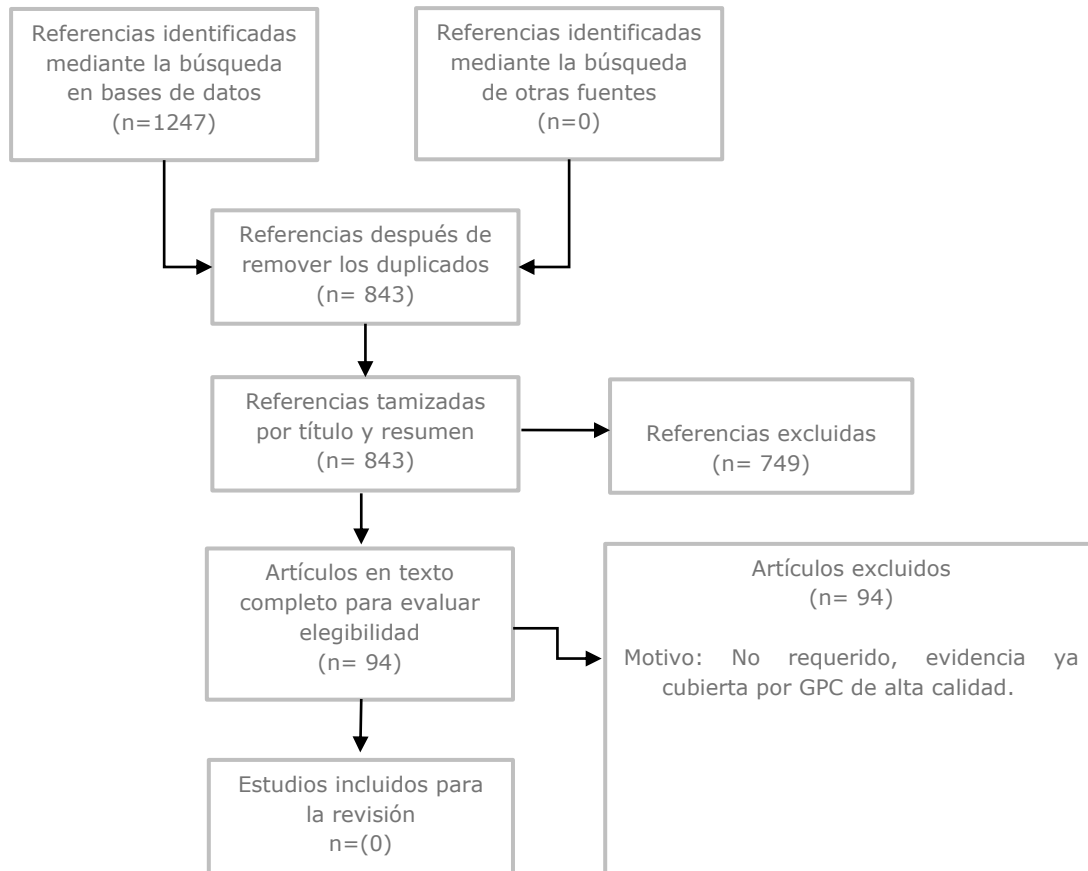 Referencias identificadas
mediante la búsqueda
en bases de datos
(n=1247)
Referencias identificadas
mediante la búsqueda
de otras fuentes
(n=0)
Referencias después de
remover los duplicados
(n= 843)
Referencias tamizadas
por título y resumen
(n= 843)
Referencias excluidas
(n= 749)
Artículos en texto
completo para evaluar
elegibilidad
(n= 94)
Artículos excluidos
(n= 94)
Motivo: No requerido, evidencia ya
cubierta por GPC de alta calidad.
Estudios incluidos para
la revisión
n=(0)